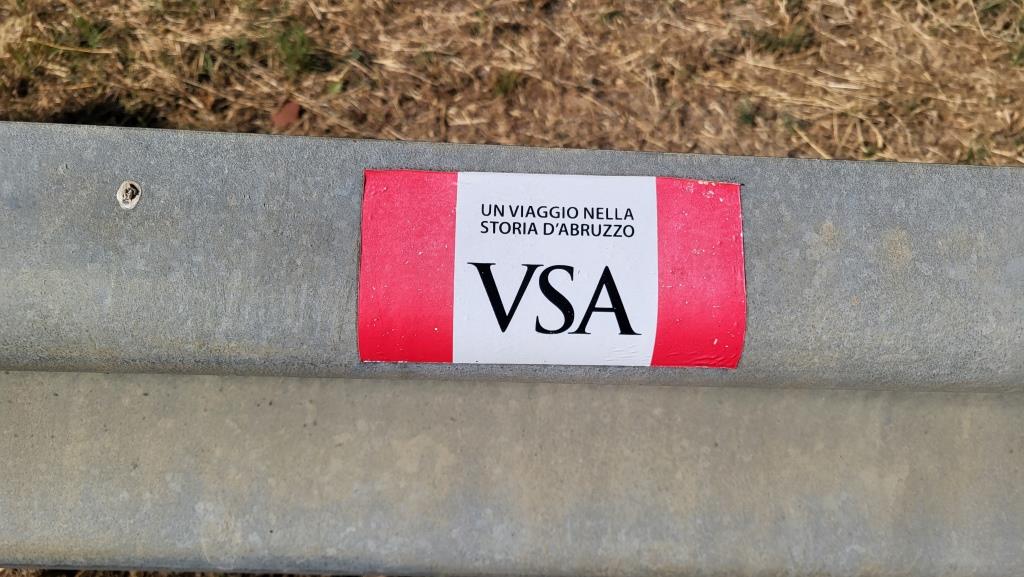 UN VIAGGIO NELLA
STORIA D'ABRUZZO
VSA